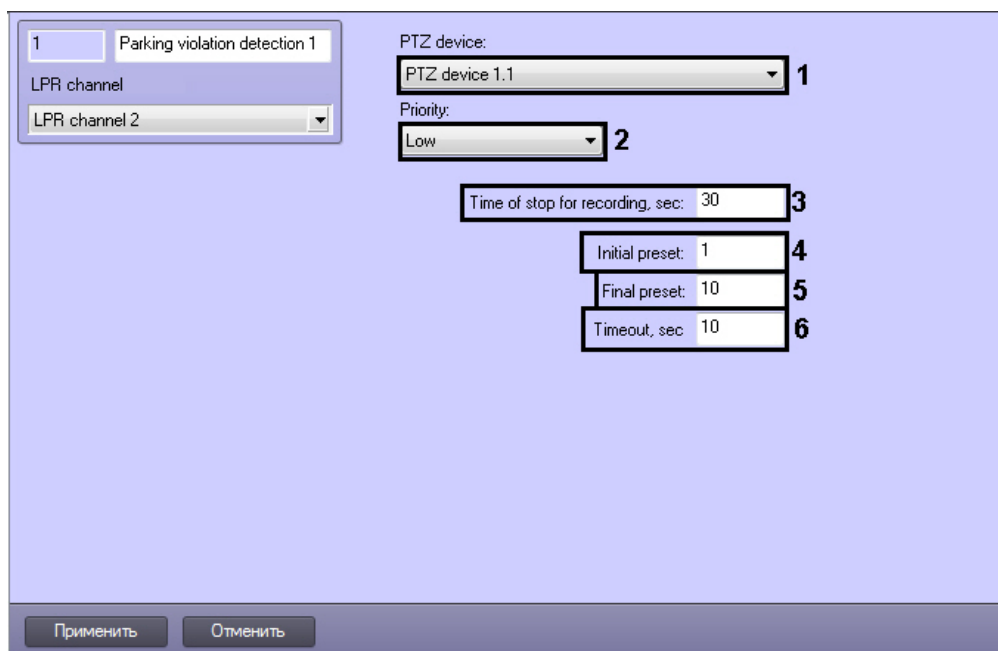 1 Parking violation detection 1
LPR channel
LPR channel 2
PTZ device:
PTZ device 1.1 1
Priority:
Low 2
Time of stop for recording, sec: 30 3
Initial preset: 1 4
Final preset: 10 5
Timeout, sec 10 6
Применить Отменить